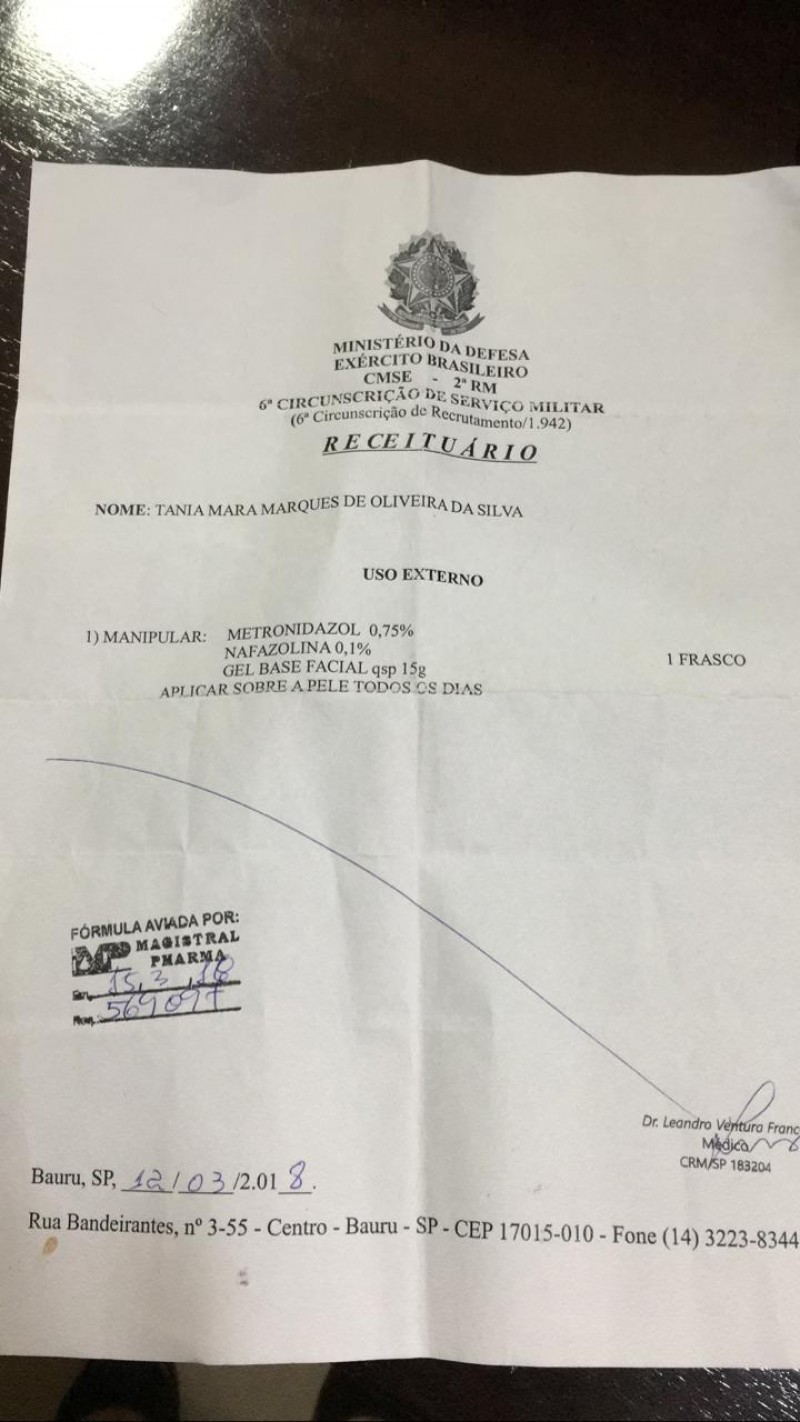 MINISTÉRIO DA DEFESA
EXÉRCITO BRASILEIRO
CMSE - 2ª RM
6ª CIRCUNSCRIÇÃO DE SERVIÇO MILITAR
(6ª Circunscrição de Recrutamento/1.942)
RECEITUÁRIO
NOME: TANIA MARA MARQUES DE OLIVEIRA DA SILVA
USO EXTERNO
1) MANIPULAR: METRONIDAZOL 0,75%
NAFAZOLINA 0,1%
GEL BASE FACIAL qsp 15g
1 FRASCO
APLICAR SOBRE A PELE TODOS OS DIAS
FÓRMULA AVIADA POR:
MP MAGISTRAL
PHARMA
15, 3, 18
569097
Dr. Leandro Ventura Franc
Médico
CRM/SP 183204
Bauru, SP, 12/03/2.018.
Rua Bandeirantes, nº 3-55 - Centro - Bauru - SP - CEP 17015-010 - Fone (14) 3223-8344